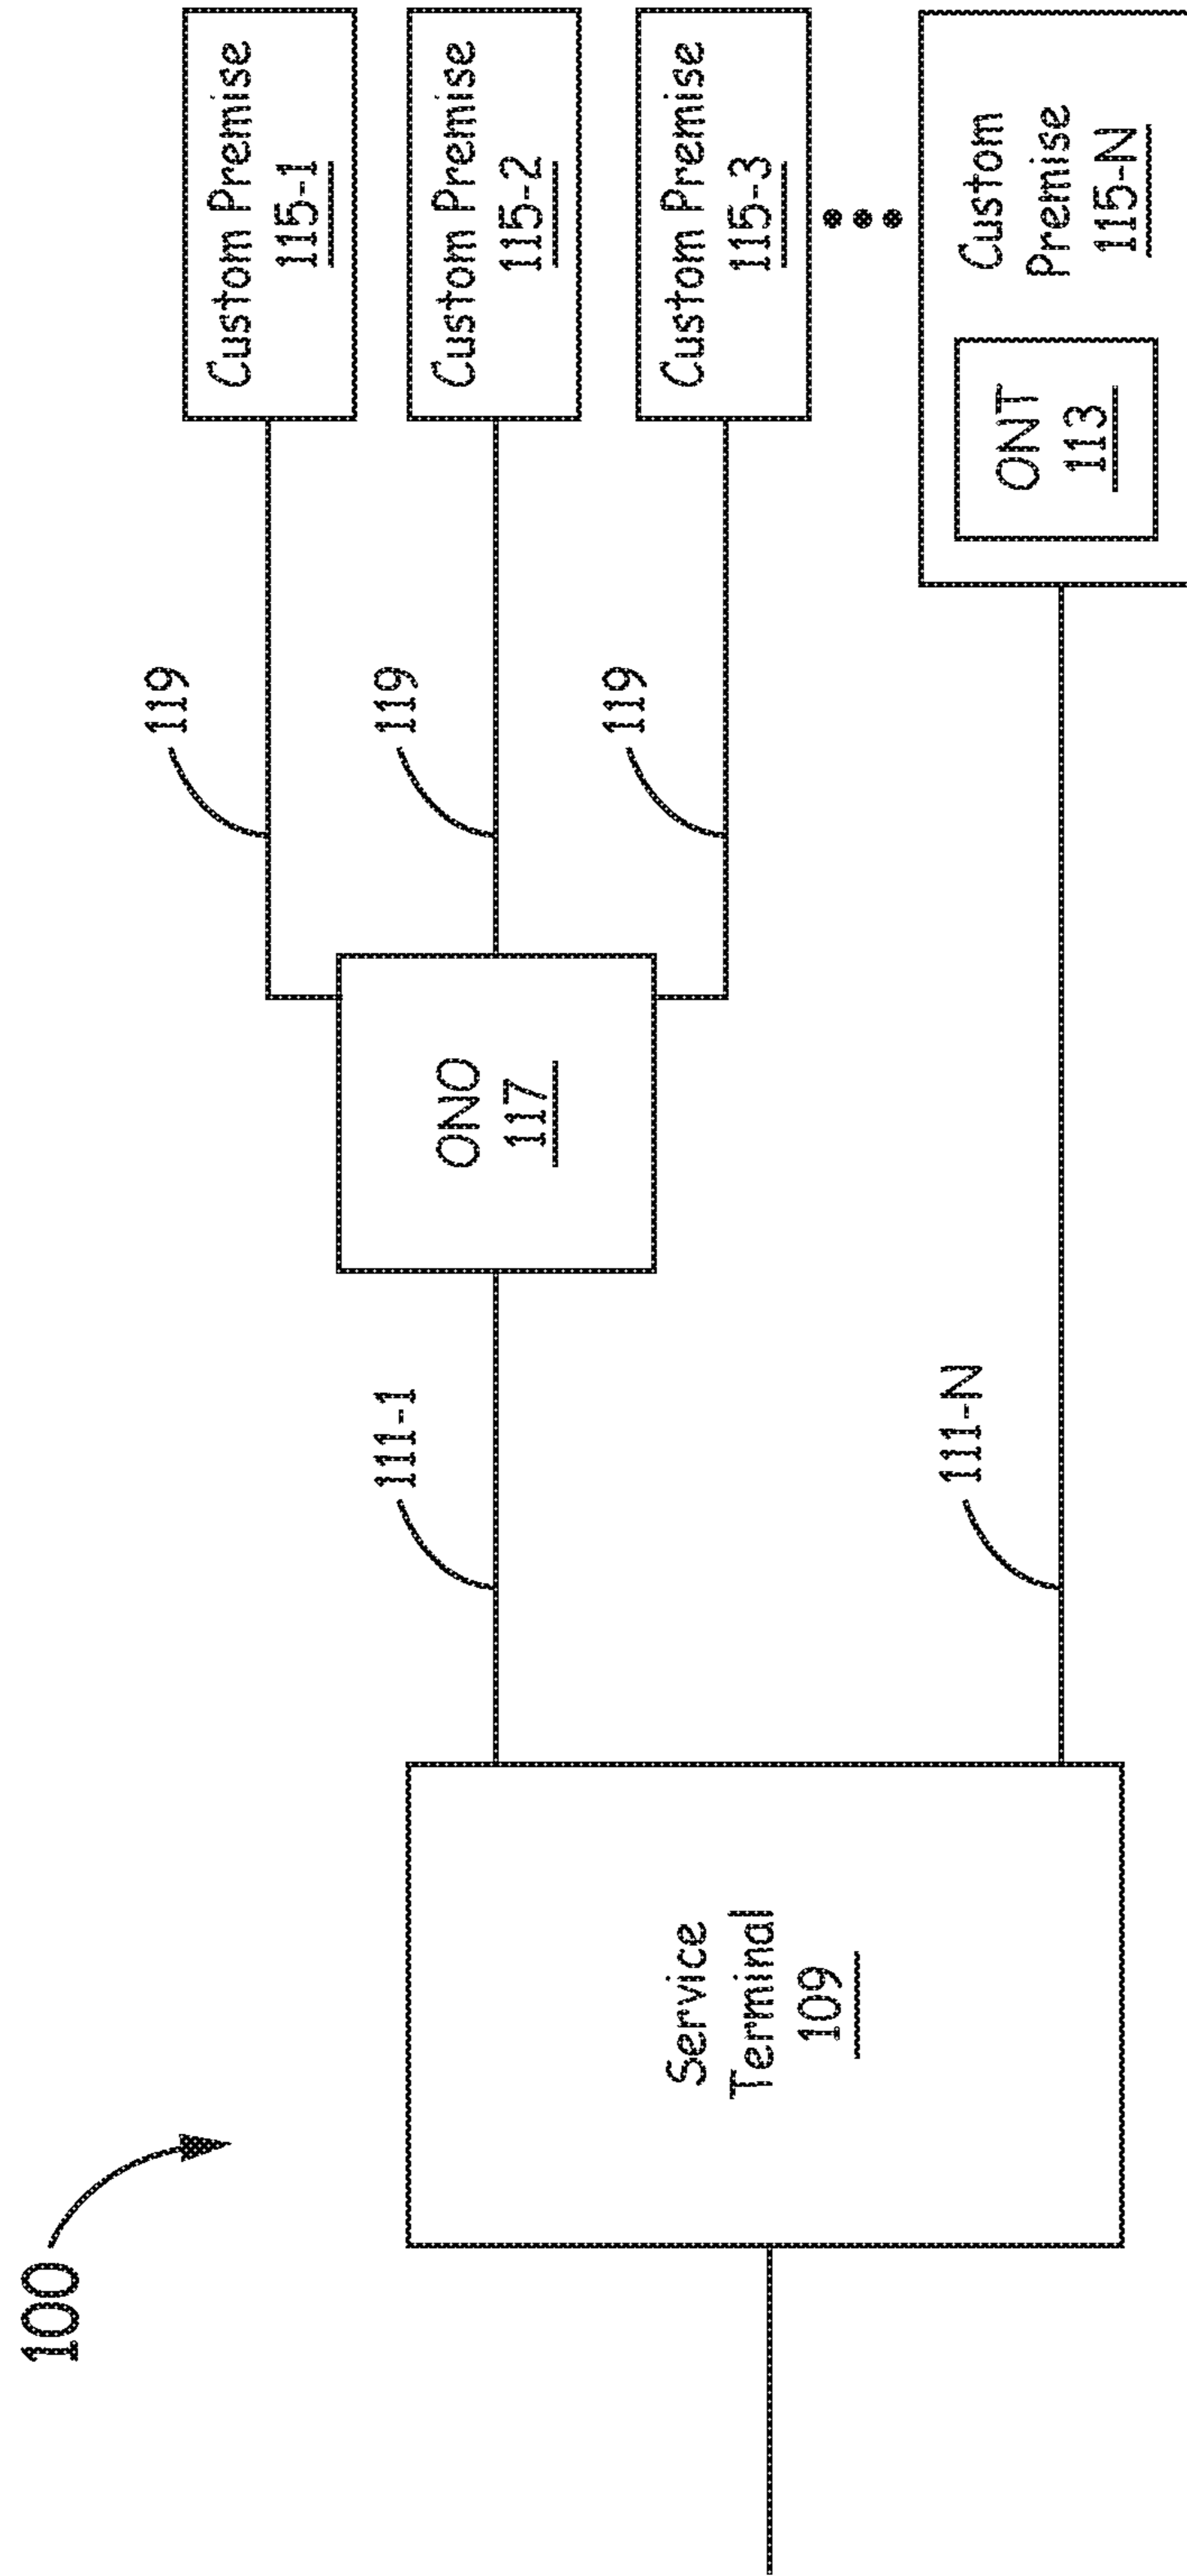 100
Service
Terminal
109
111-1
111-N
ONO
117
119
119
119
Custom Premise
115-1
Custom Premise
115-2
Custom Premise
115-3
ONT
113
Custom
Premise
115-N